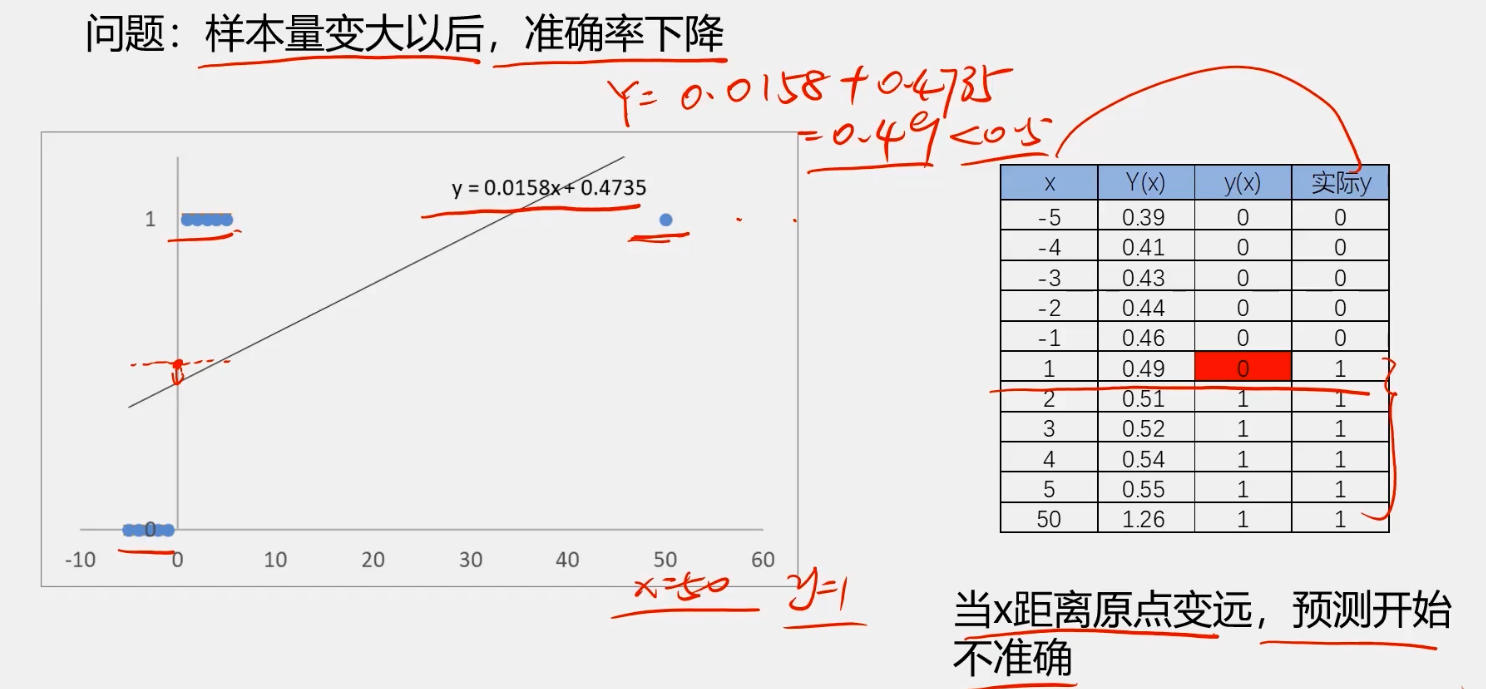 问题：样本量变大以后，准确率下降
Y= 0.0158+0.4735
=0.49<0.5
y = 0.0158x + 0.4735
1
0
-10 0 10 20 30 40 50 60
x=50 y=1
x Y(x) y(x) 实际y
-5 0.39 0 0
-4 0.41 0 0
-3 0.43 0 0
-2 0.44 0 0
-1 0.46 0 0
1 0.49 0 1
2 0.51 1 1
3 0.52 1 1
4 0.54 1 1
5 0.55 1 1
50 1.26 1 1
当x距离原点变远，预测开始
不准确